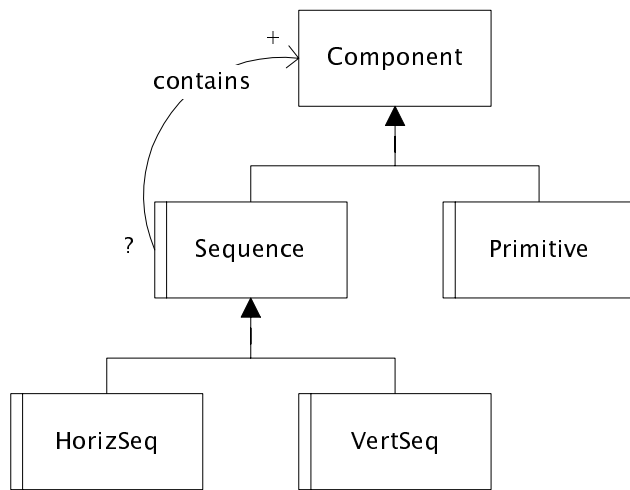 +
Component
contains
?
Sequence
Primitive
HorizSeq
VertSeq